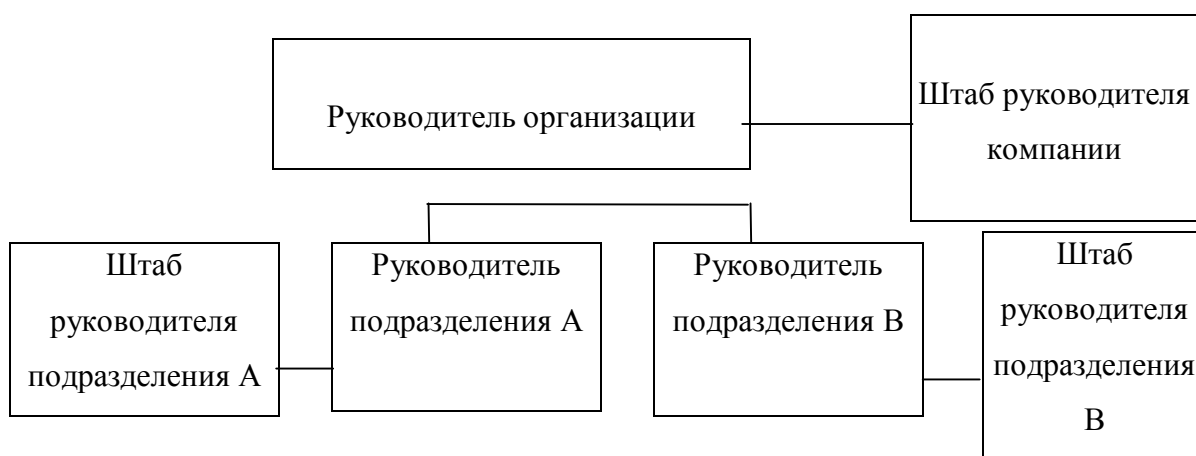 Руководитель организации
Штаб руководителя
компании
Штаб
руководителя
подразделения А
Руководитель
подразделения А
Руководитель
подразделения В
Штаб
руководителя
подразделения
В